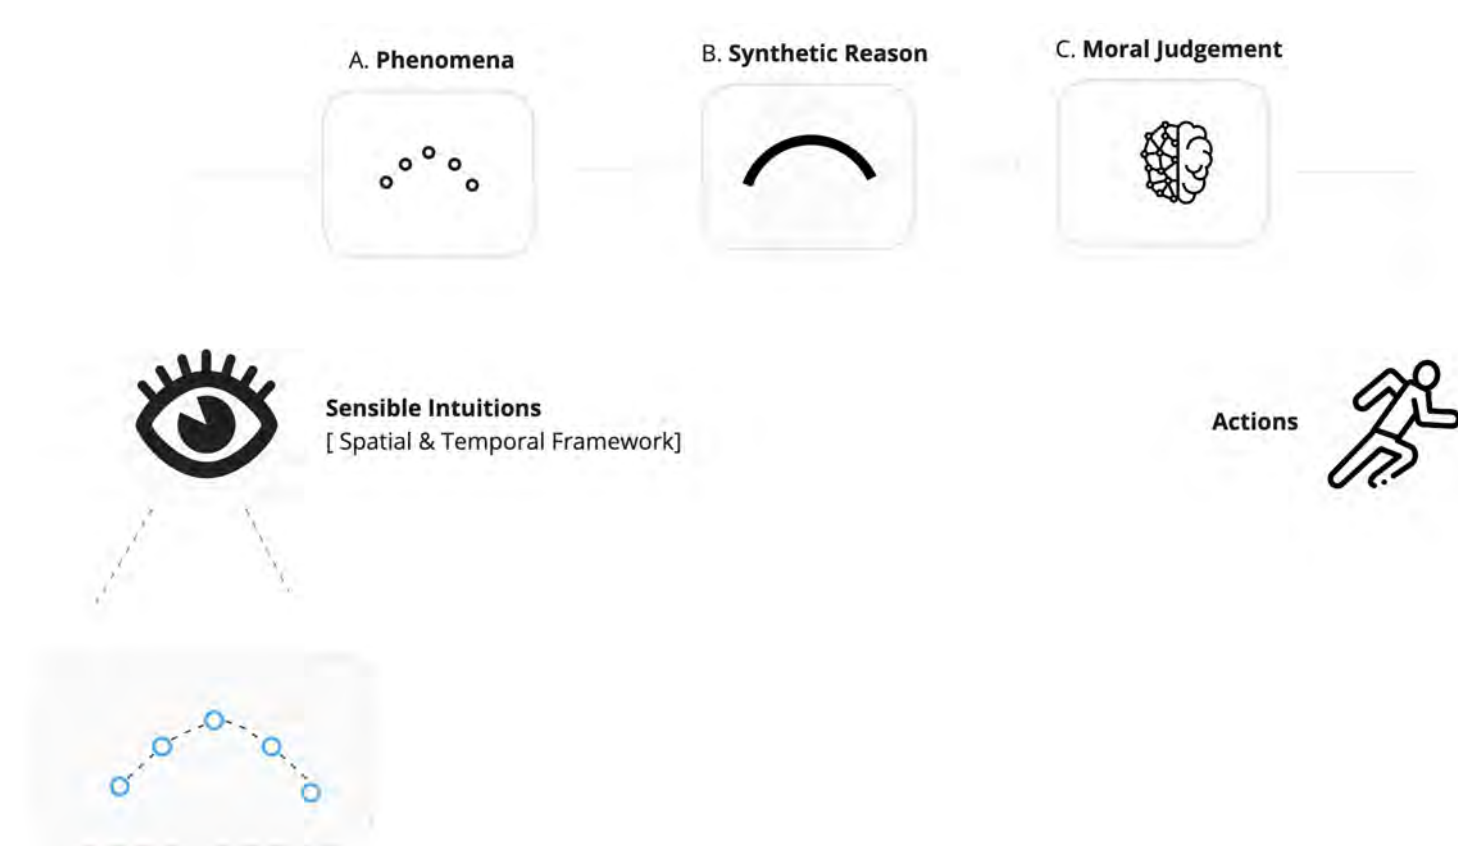 A. Phenomena
B. Synthetic Reason
C. Moral Judgement
Sensible Intuitions
[ Spatial & Temporal Framework]
Actions